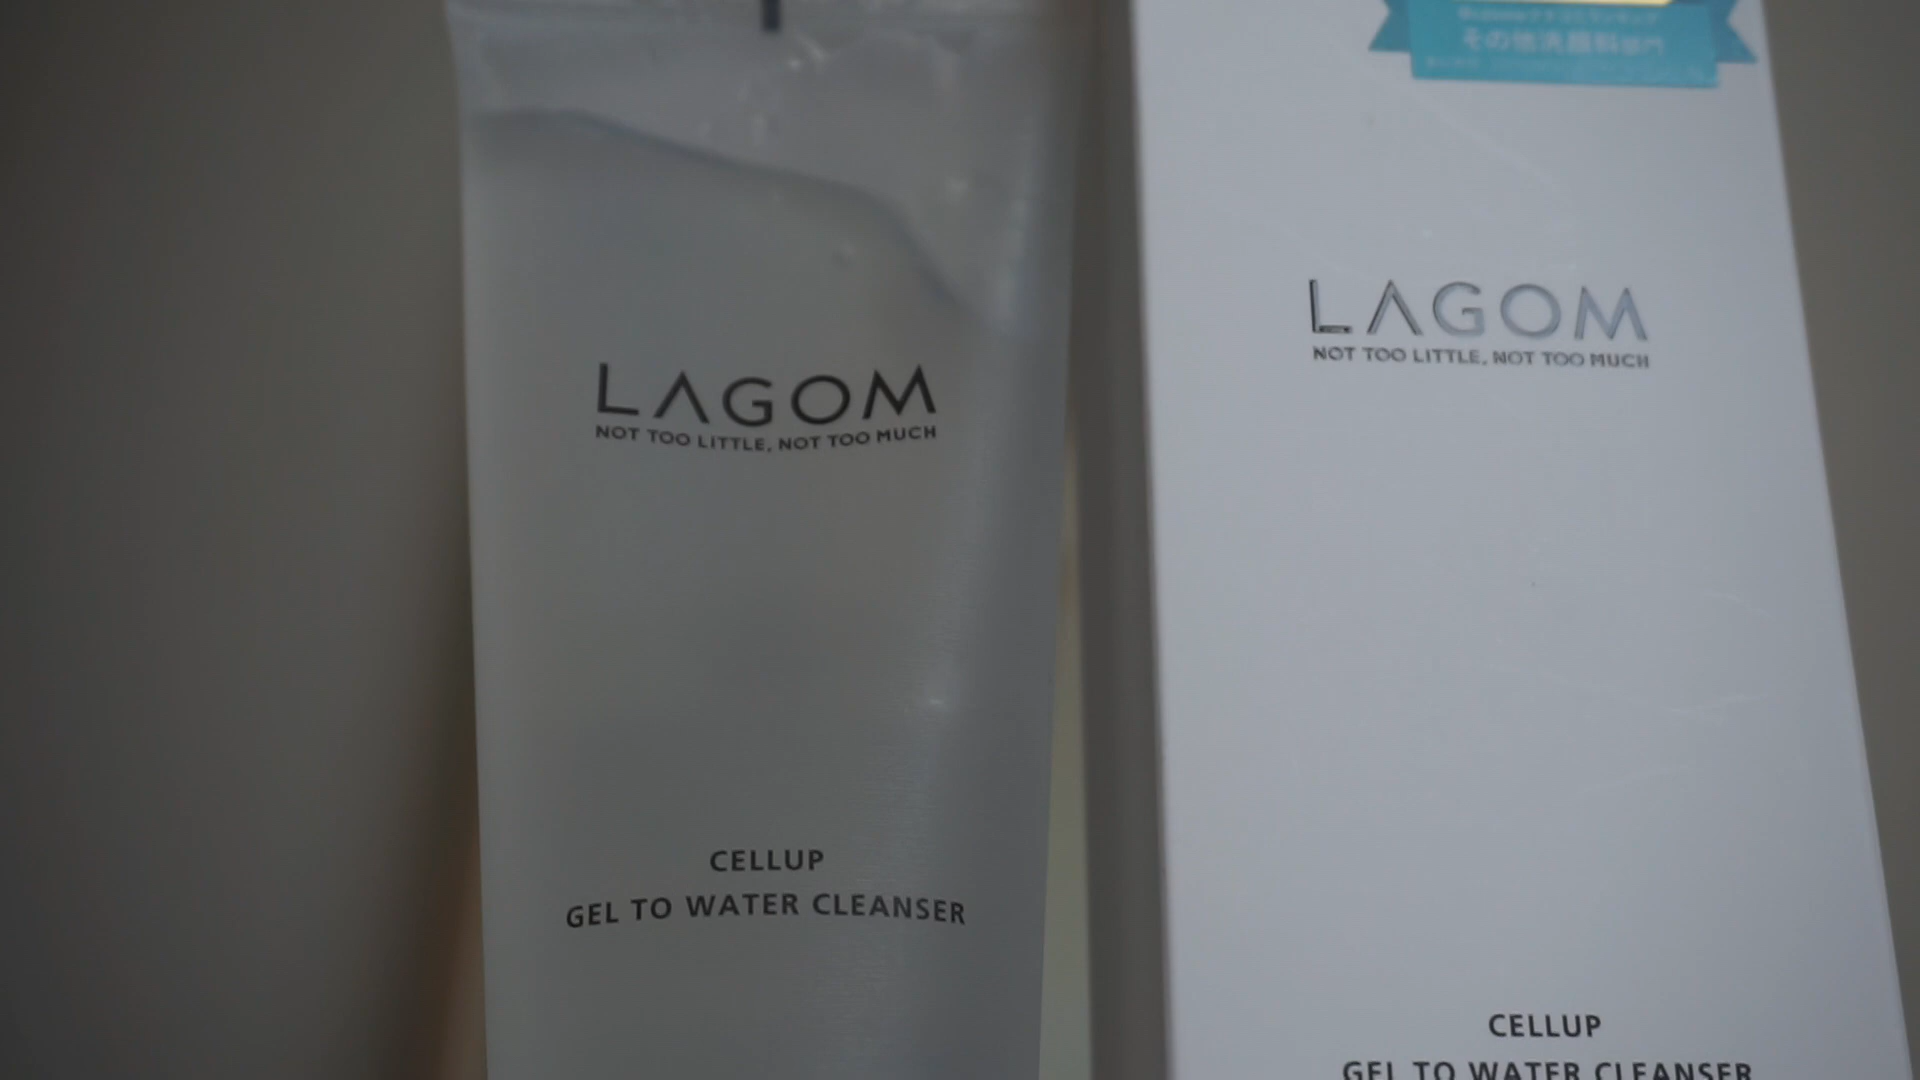 LAGOM
NOT TOO LITTLE, NOT TOO MUCH
CELLUP
GEL TO WATER CLEANSER
その他洗顔料部門
LAGOM
NOT TOO LITTLE, NOT TOO MUCH
CELLUP
GEL TO WATER CLEANSER